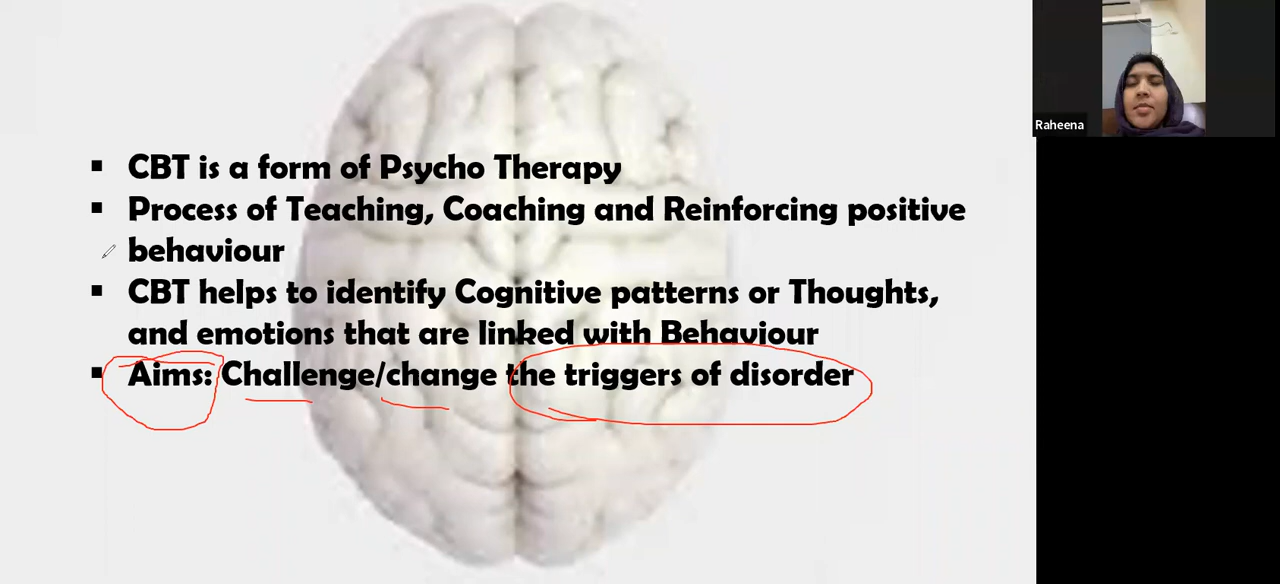 ▪ CBT is a form of Psycho Therapy
▪ Process of Teaching, Coaching and Reinforcing positive
behaviour
▪ CBT helps to identify Cognitive patterns or Thoughts,
and emotions that are linked with Behaviour
▪ Aims: Challenge/change the triggers of disorder
Raheena